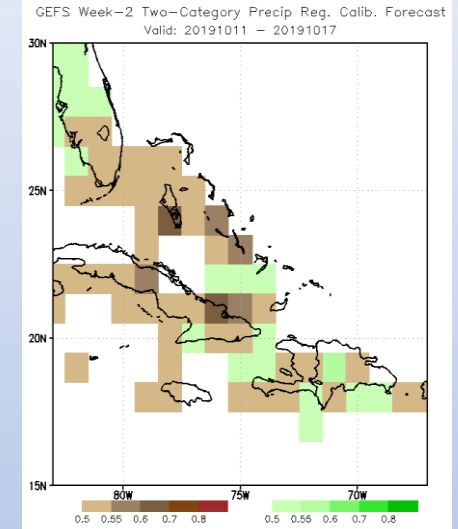 GEFS Week-2 Two-Category Precip Reg. Calib. Forecast
Valid: 20191011 - 20191017
30N
25N
20N
15N
80W 75W 70W
0.5 0.55 0.6 0.7 0.8 0.5 0.55 0.6 0.7 0.8